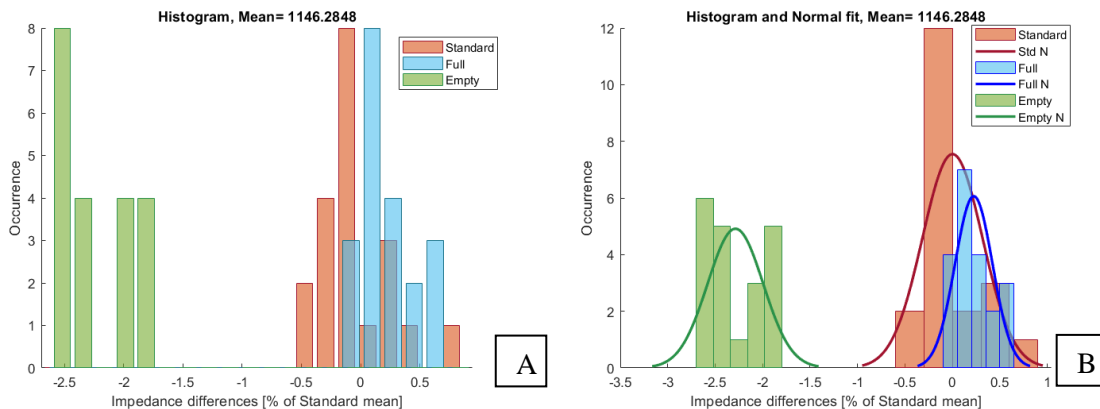 Histogram, Mean= 1146.2848
8
7
6
5
4
3
2
1
0
Occurrence
-2.5
-2
-1.5
-1
-0.5
0
0.5
Impedance differences [% of Standard mean]
Standard
Full
Empty
A
Histogram and Normal fit, Mean= 1146.2848
12
10
8
6
4
2
0
Occurrence
-3.5
-3
-2.5
-2
-1.5
-1
-0.5
0
0.5
1
Impedance differences [% of Standard mean]
Standard
Std N
Full
Full N
Empty
Empty N
B